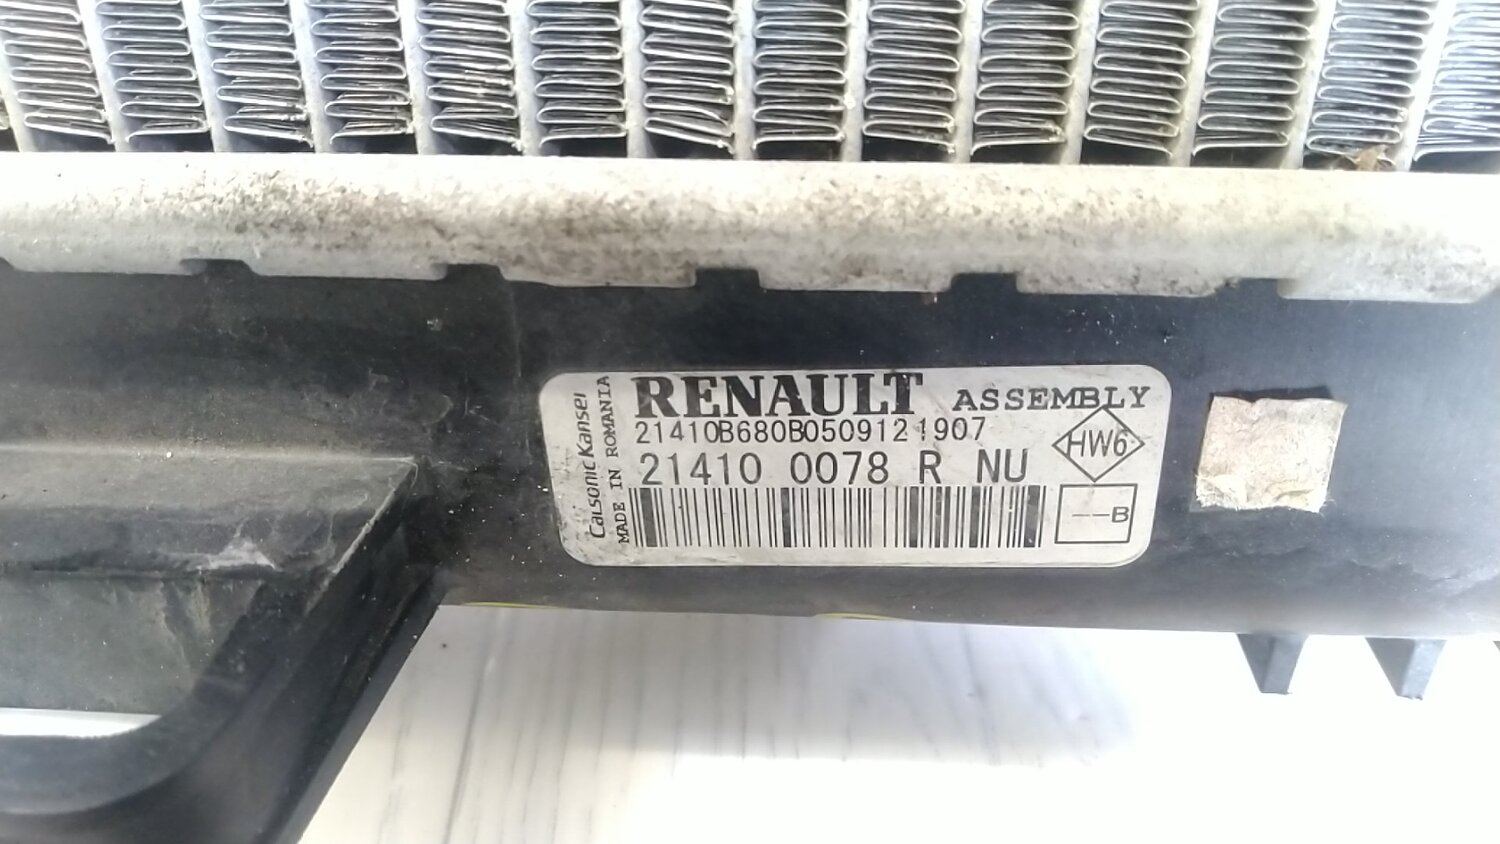 RENAULT ASSEMBLY
21410B680B0509121907
21410 0078 R NU
HW6
--B
Calsonic Kansei
MADE IN ROMANIA